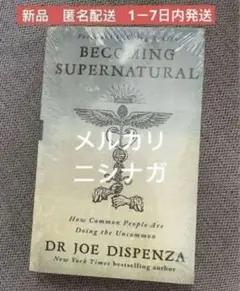 新品　匿名配送　1ー7日内発送
BECOMING
SUPERNATURAL
メルカリ
ニシナガ
How Common People Are
Doing the Uncommon
DR JOE DISPENZA
New York Times bestselling author